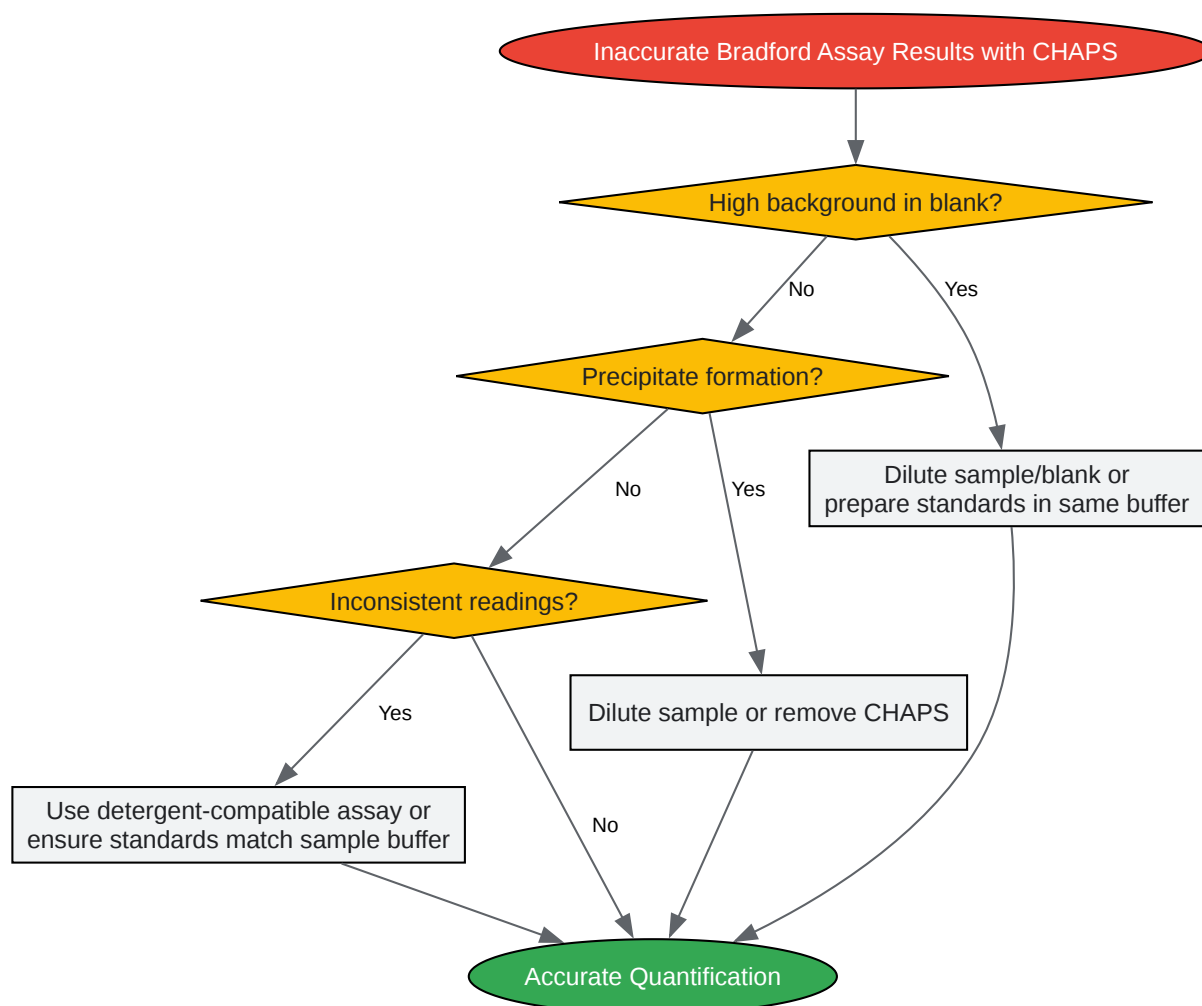 Inaccurate Bradford Assay Results with CHAPS
High background in blank?
No
Yes
Precipitate formation?
Dilute sample/blank or
prepare standards in same buffer
No
Yes
Inconsistent readings?
Dilute sample or remove CHAPS
Yes
No
Use detergent-compatible assay or
ensure standards match sample buffer
Accurate Quantification